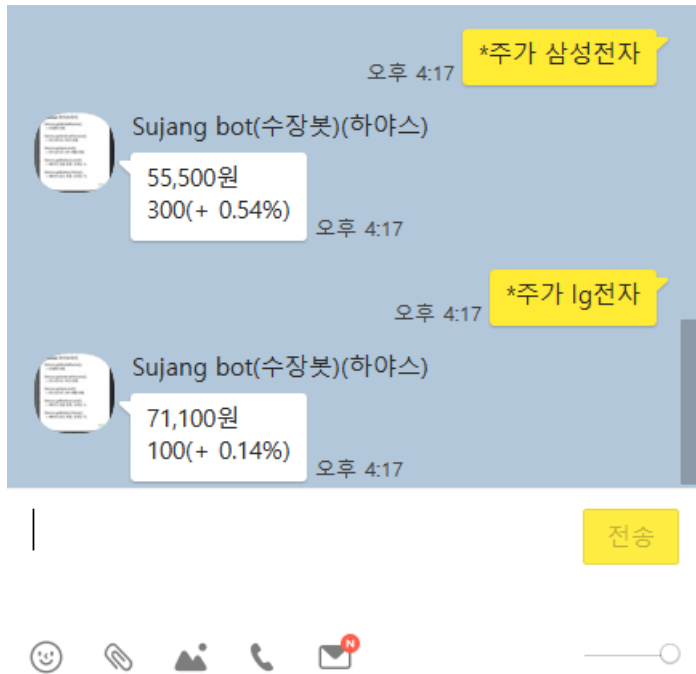 *주가 삼성전자
오후 4:17
Sujang bot(수장봇)(하야스)
55,500원
300(+ 0.54%)
오후 4:17
*주가 lg전자
오후 4:17
Sujang bot(수장봇)(하야스)
71,100원
100(+ 0.14%)
오후 4:17
전송
N